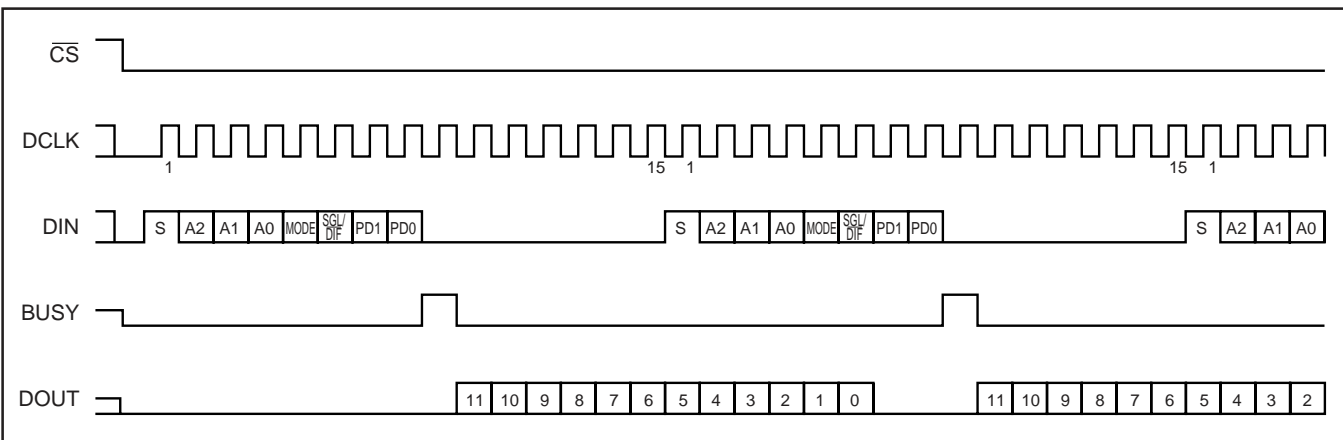 CS
DCLK
1 15 1 15 1
DIN S A2 A1 A0 MODE SGL/DIF PD1 PD0 S A2 A1 A0 MODE SGL/DIF PD1 PD0 S A2 A1 A0
BUSY
DOUT 11 10 9 8 7 6 5 4 3 2 1 0 11 10 9 8 7 6 5 4 3 2